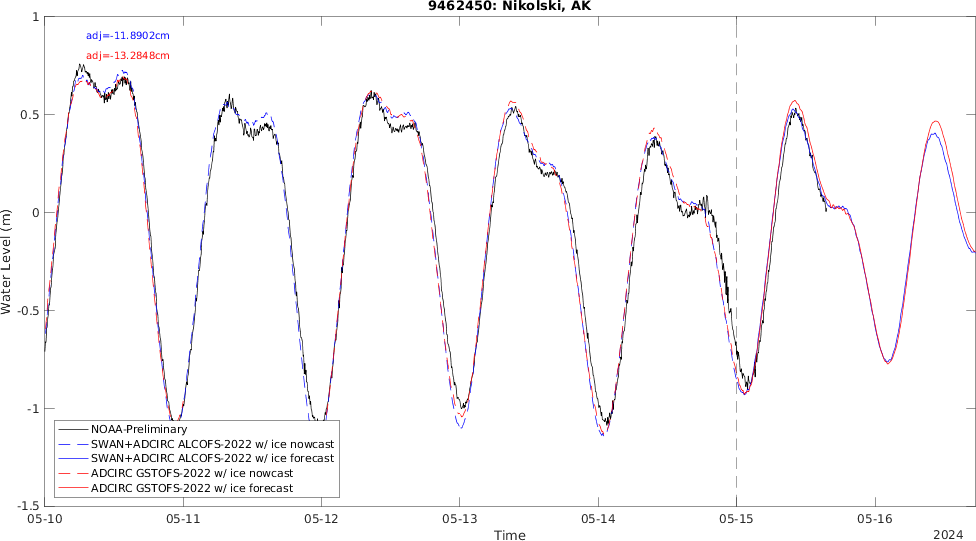 9462450: Nikolski, AK
adj=-11.8902cm
adj=-13.2848cm
Water Level (m)
1
0.5
0
-0.5
-1
-1.5
NOAA-Preliminary
SWAN+ADCIRC ALCOFS-2022 w/ ice nowcast
SWAN+ADCIRC ALCOFS-2022 w/ ice forecast
ADCIRC GSTOFS-2022 w/ ice nowcast
ADCIRC GSTOFS-2022 w/ ice forecast
05-10 05-11 05-12 05-13 05-14 05-15 05-16
Time
2024